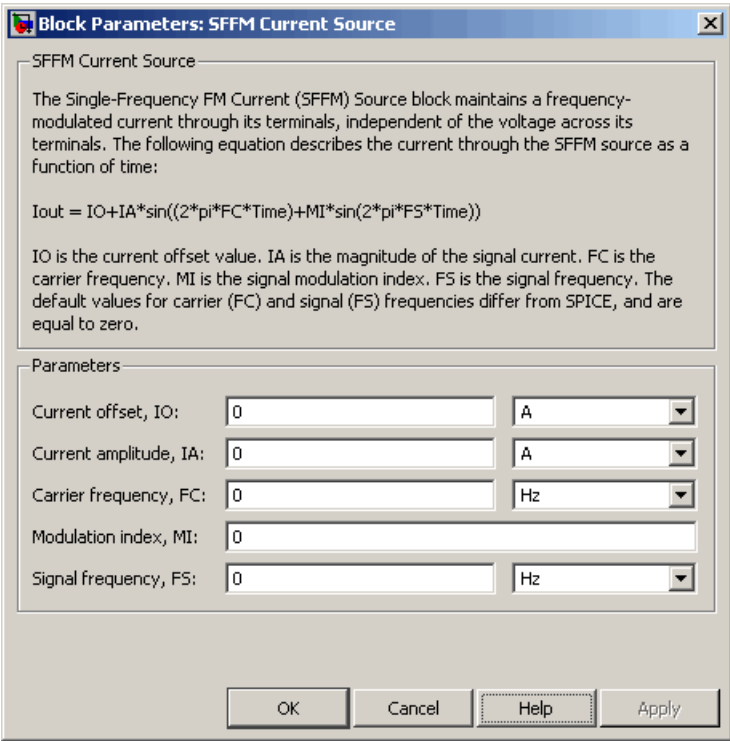 Block Parameters: SFFM Current Source
SFFM Current Source
The Single-Frequency FM Current (SFFM) Source block maintains a frequency-
modulated current through its terminals, independent of the voltage across its
terminals. The following equation describes the current through the SFFM source as a
function of time:
Iout = IO+IA*sin((2*pi*FC*Time)+MI*sin(2*pi*FS*Time))
IO is the current offset value. IA is the magnitude of the signal current. FC is the
carrier frequency. MI is the signal modulation index. FS is the signal frequency. The
default values for carrier (FC) and signal (FS) frequencies differ from SPICE, and are
equal to zero.
Parameters
Current offset, IO: 0 A
Current amplitude, IA: 0 A
Carrier frequency, FC: 0 Hz
Modulation index, MI: 0
Signal frequency, FS: 0 Hz
OK Cancel Help Apply